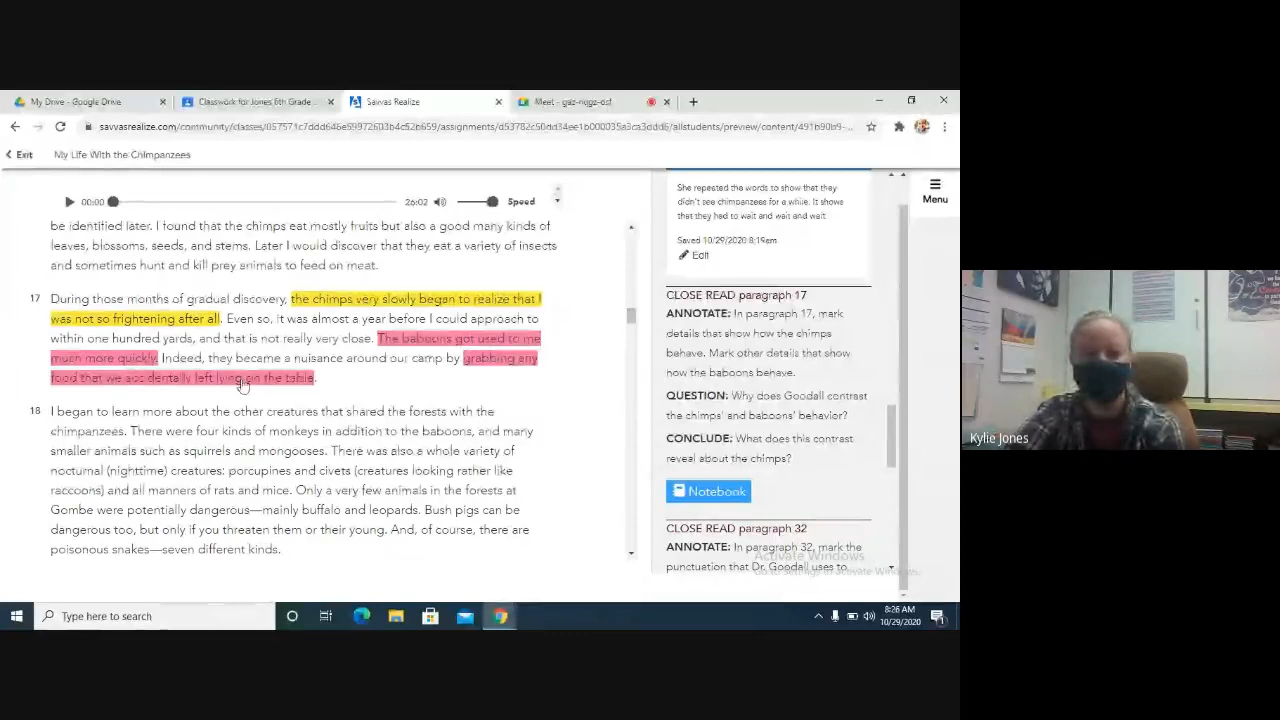 My Drive - Google Drive
Classwork for Jones 6th Grade
Savvas Realize
Meet - gaz-nqgz-dsf
My Life With the Chimpanzees
Exit
00:00
26:02
Speed
be identified later. I found that the chimps eat mostly fruits but also a good many kinds of
leaves, blossoms, seeds, and stems. Later I would discover that they eat a variety of insects
and sometimes hunt and kill prey animals to feed on meat.
17 During those months of gradual discovery, the chimps very slowly began to realize that I
was not so frightening after all. Even so, it was almost a year before I could approach to
within one hundred yards, and that is not really very close. The baboons got used to me
much more quickly. Indeed, they became a nuisance around our camp by grabbing any
food that we accidentally left lying on the table.
18 I began to learn more about the other creatures that shared the forests with the
chimpanzees. There were four kinds of monkeys in addition to the baboons, and many
smaller animals such as squirrels and mongooses. There was also a whole variety of
nocturnal (nighttime) creatures: porcupines and civets (creatures looking rather like
raccoons) and all manners of rats and mice. Only a very few animals in the forests at
Gombe were potentially dangerous—mainly buffalo and leopards. Bush pigs can be
dangerous too, but only if you threaten them or their young. And, of course, there are
poisonous snakes—seven different kinds.
She repeated the words to show that they
didn't see chimpanzees for a while. It shows
that they had to wait and wait and wait
Saved 10/29/2020 8:19am
Edit
CLOSE READ paragraph 17
ANNOTATE: In paragraph 17, mark
details that show how the chimps
behave. Mark other details that
show how the baboons behave.
QUESTION: Why does Goodall contrast
the chimps' and baboons' behavior?
CONCLUDE: What does this contrast
reveal about the chimps?
Notebook
CLOSE READ paragraph 32
ANNOTATE: In paragraph 32, mark the
punctuation that Dr. Goodall uses to
Activate Windows
Go to Settings to Activate Windows.
Menu
Kylie Jones
Type here to search
8:26 AM
10/29/2020